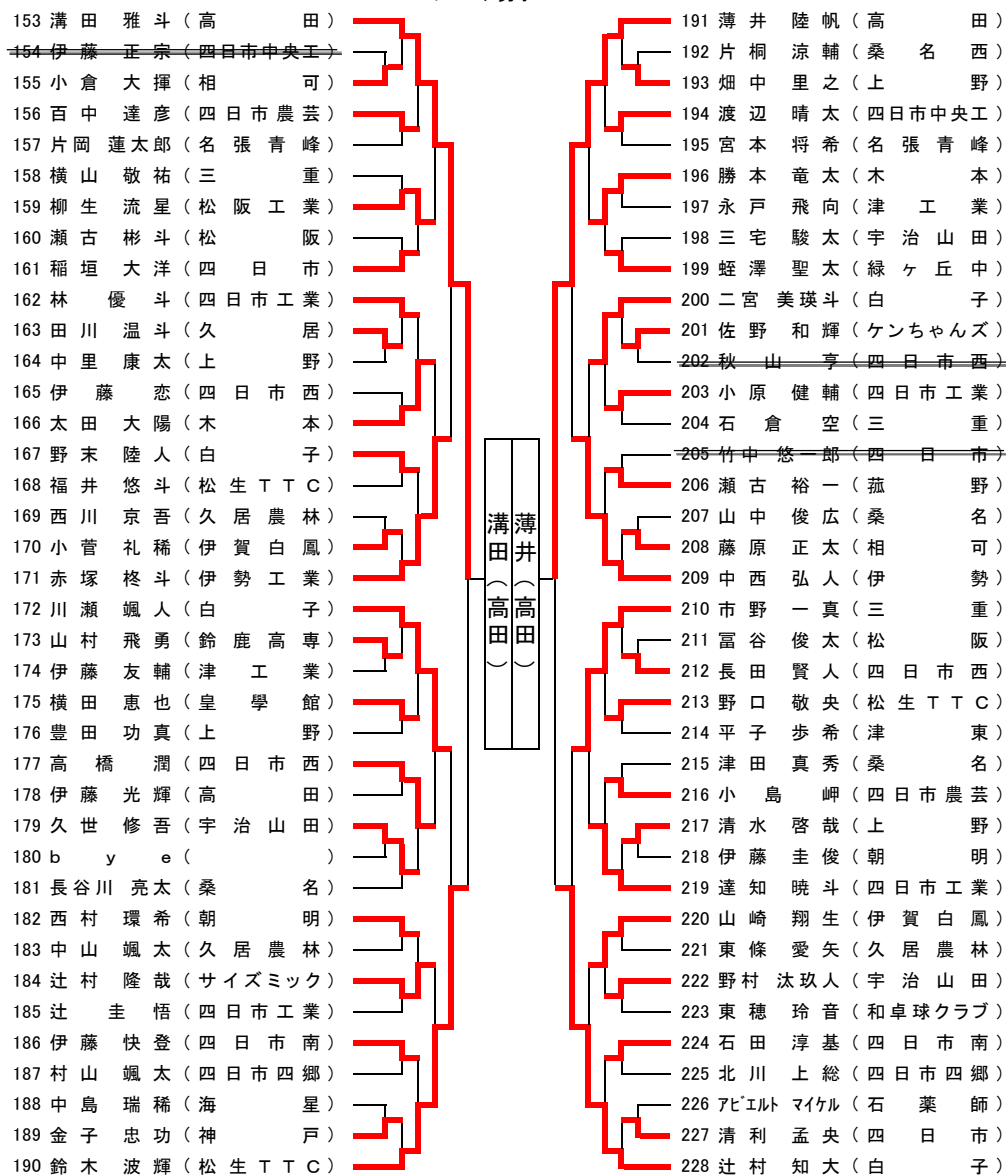 153 溝田 雅斗 (高田)
154 伊藤 正宗 (四日市中央工)
155 小倉 大揮 (相可)
156 百中 達彦 (四日市農芸)
157 片岡 蓮太郎 (名張青峰)
158 横山 敬祐 (三重)
159 柳生 流星 (松阪工業)
160 瀬古 彬斗 (松阪)
161 稲垣 大洋 (四日市)
162 林 優斗 (四日市工業)
163 田川 温斗 (久居)
164 中里 康太 (上野)
165 伊藤 恋 (四日市西)
166 太田 大陽 (木本)
167 野末 陸人 (白子)
168 福井 悠斗 (松生TTC)
169 西川 京吾 (久居農林)
170 小菅 礼稀 (伊賀白鳳)
171 赤塚 柊斗 (伊勢工業)
172 川瀬 颯人 (白子)
173 山村 飛勇 (鈴鹿高専)
174 伊藤 友輔 (津工業)
175 横田 恵也 (皇學館)
176 豊田 功真 (上野)
177 高橋 潤 (四日市西)
178 伊藤 光輝 (高田)
179 久世 修吾 (宇治山田)
180 bye ( )
181 長谷川 亮太 (桑名)
182 西村 環希 (朝明)
183 中山 颯太 (久居農林)
184 辻村 隆哉 (サイズミック)
185 辻 圭悟 (四日市工業)
186 伊藤 快登 (四日市南)
187 村山 颯太 (四日市四郷)
188 中島 瑞稀 (海星)
189 金子 忠功 (神戸)
190 鈴木 波輝 (松生TTC)
溝田(高田)
薄井(高田)
191 薄井 陸帆 (高田)
192 片桐 涼輔 (桑名西)
193 畑中 里之 (上野)
194 渡辺 晴太 (四日市中央工)
195 宮本 将希 (名張青峰)
196 勝本 竜太 (木本)
197 永戸 飛向 (津工業)
198 三宅 駿太 (宇治山田)
199 蛭澤 聖太 (緑ヶ丘中)
200 二宮 美瑛斗 (白子)
201 佐野 和輝 (ケンちゃんズ)
202 秋山 亨 (四日市西)
203 小原 健輔 (四日市工業)
204 石倉 空 (三重)
205 竹中 悠一郎 (四日市)
206 瀬古 裕一 (菰野)
207 山中 俊広 (桑名)
208 藤原 正太 (相可)
209 中西 弘人 (伊勢)
210 市野 一真 (三重)
211 冨谷 俊太 (松阪)
212 長田 賢人 (四日市西)
213 野口 敬央 (松生TTC)
214 平子 歩希 (津東)
215 津田 真秀 (桑名)
216 小島 岬 (四日市農芸)
217 清水 啓哉 (上野)
218 伊藤 圭俊 (朝明)
219 達知 暁斗 (四日市工業)
220 山崎 翔生 (伊賀白鳳)
221 東條 愛矢 (久居農林)
222 野村 汰玖人 (宇治山田)
223 東穂 玲音 (和卓球クラブ)
224 石田 淳基 (四日市南)
225 北川 上総 (四日市四郷)
226 アビエルト マイケル (石薬師)
227 清利 孟央 (四日市)
228 辻村 知大 (白子)